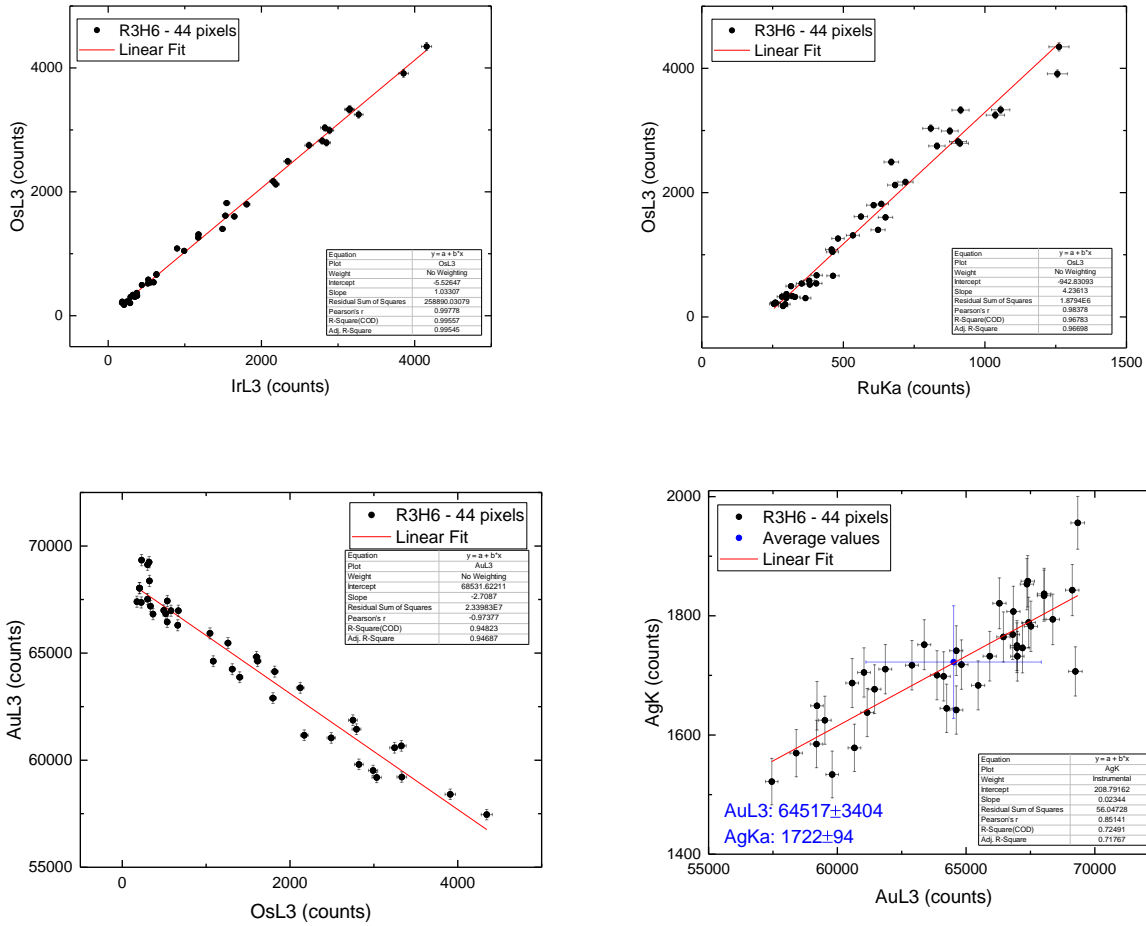 R3H6 - 44 pixels
Linear Fit
4000
2000
0
OsL3 (counts)
Equation y = a + b*x
Plot OsL3
Weight No Weighting
Intercept -5.52647
Slope 1.03307
Residual Sum of Squares 258890.03079
Pearson's r 0.99778
R-Square(COD) 0.99557
Adj. R-Square 0.99545
0 2000 4000
IrL3 (counts)
R3H6 - 44 pixels
Linear Fit
4000
2000
0
OsL3 (counts)
Equation y = a + b*x
Plot OsL3
Weight No Weighting
Intercept -942.83093
Slope 4.23613
Residual Sum of Squares 1.8794E6
Pearson's r 0.98378
R-Square(COD) 0.96783
Adj. R-Square 0.96698
0 500 1000 1500
RuKa (counts)
R3H6 - 44 pixels
Linear Fit
70000
65000
60000
55000
AuL3 (counts)
Equation y = a + b*x
Plot AuL3
Weight No Weighting
Intercept 68531.62211
Slope -2.7087
Residual Sum of Squares 2.33983E7
Pearson's r -0.97377
R-Square(COD) 0.94823
Adj. R-Square 0.94687
0 2000 4000
OsL3 (counts)
R3H6 - 44 pixels
Average values
Linear Fit
2000
1800
1600
1400
AgK (counts)
Equation y = a + b*x
Plot AgK
Weight Instrumental
Intercept 208.79162
Slope 0.02344
Residual Sum of Squares 56.04728
Pearson's r 0.85141
R-Square(COD) 0.72491
Adj. R-Square 0.71767
AuL3: 64517±3404
AgKa: 1722±94
55000 60000 65000 70000
AuL3 (counts)